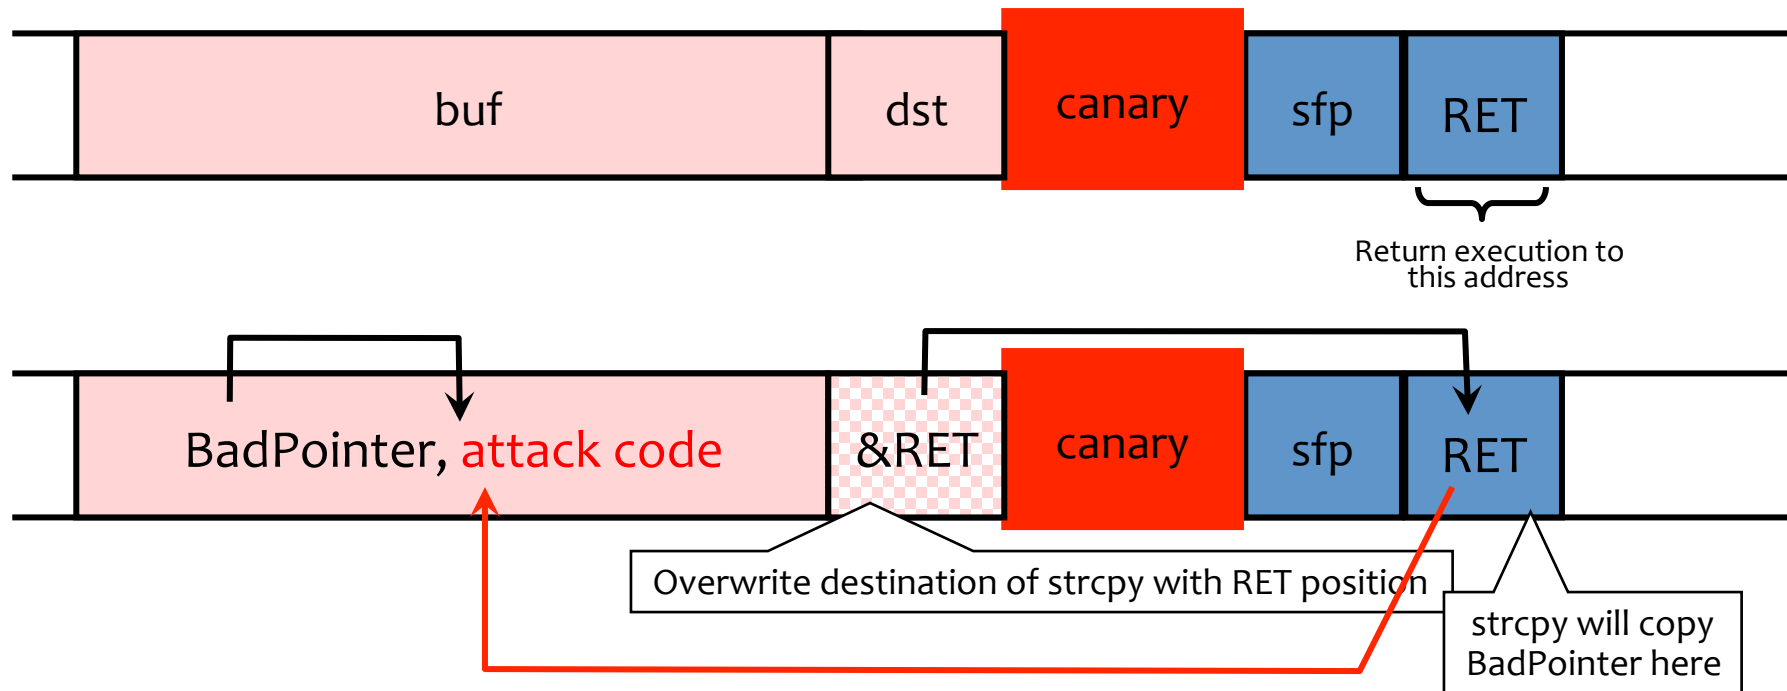 buf
dst
canary
sfp
RET
Return execution to
this address
BadPointer, attack code
&RET
canary
sfp
RET
Overwrite destination of strcpy with RET position
strcpy will copy
BadPointer here